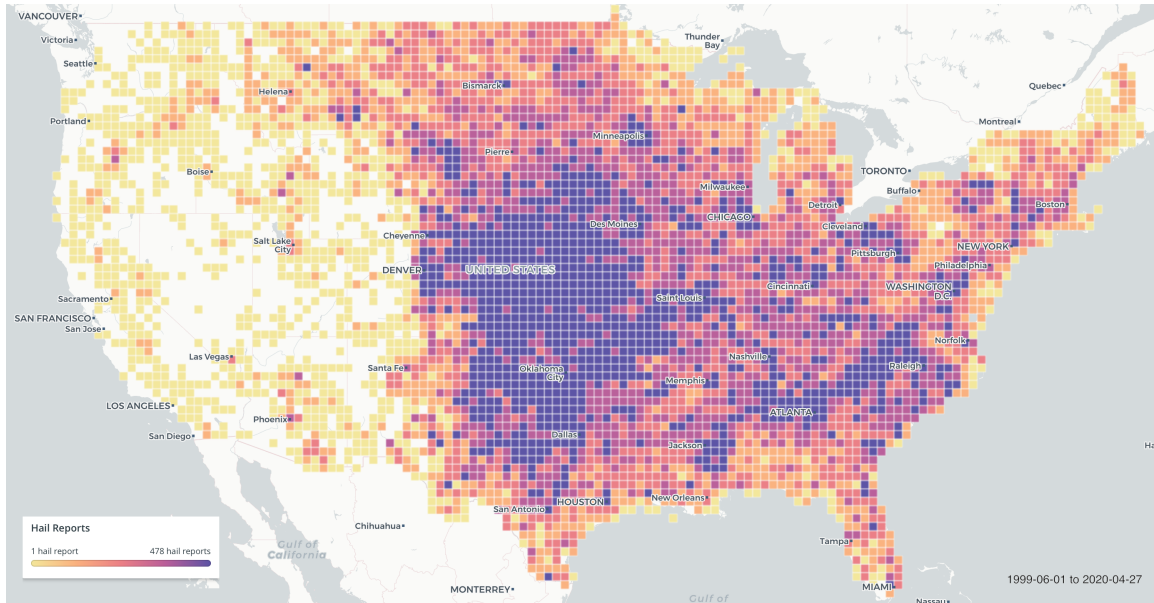 VANCOUVER
Victoria
Seattle
Thunder
Bay
Quebec
Helena
Bismarck
Portland
Montreal
Minneapolis
Pierre
Boise
TORONTO
Milwaukee
Buffalo
Detroit
Boston
CHICAGO
Des Moines
Cleveland
Cheyenne
Salt Lake
City
NEW YORK
Pittsburgh
DENVER
UNITED STATES
Philadelphia
Cincinnati
WASHINGTON
D.C.
Sacramento
Saint Louis
SAN FRANCISCO
San Jose
Norfolk
Las Vegas
Nashville
Santa Fe
Oklahoma
City
Raleigh
Memphis
LOS ANGELES
ATLANTA
Phoenix
San Diego
Dallas
Jackson
Ha
New Orleans
HOUSTON
San Antonio
Hail Reports
Chihuahua
1 hail report
478 hail reports
Gulf of
California
Tampa
1999-06-01 to 2020-04-27
MONTERREY
MIAMI
Gulf of
Nassau